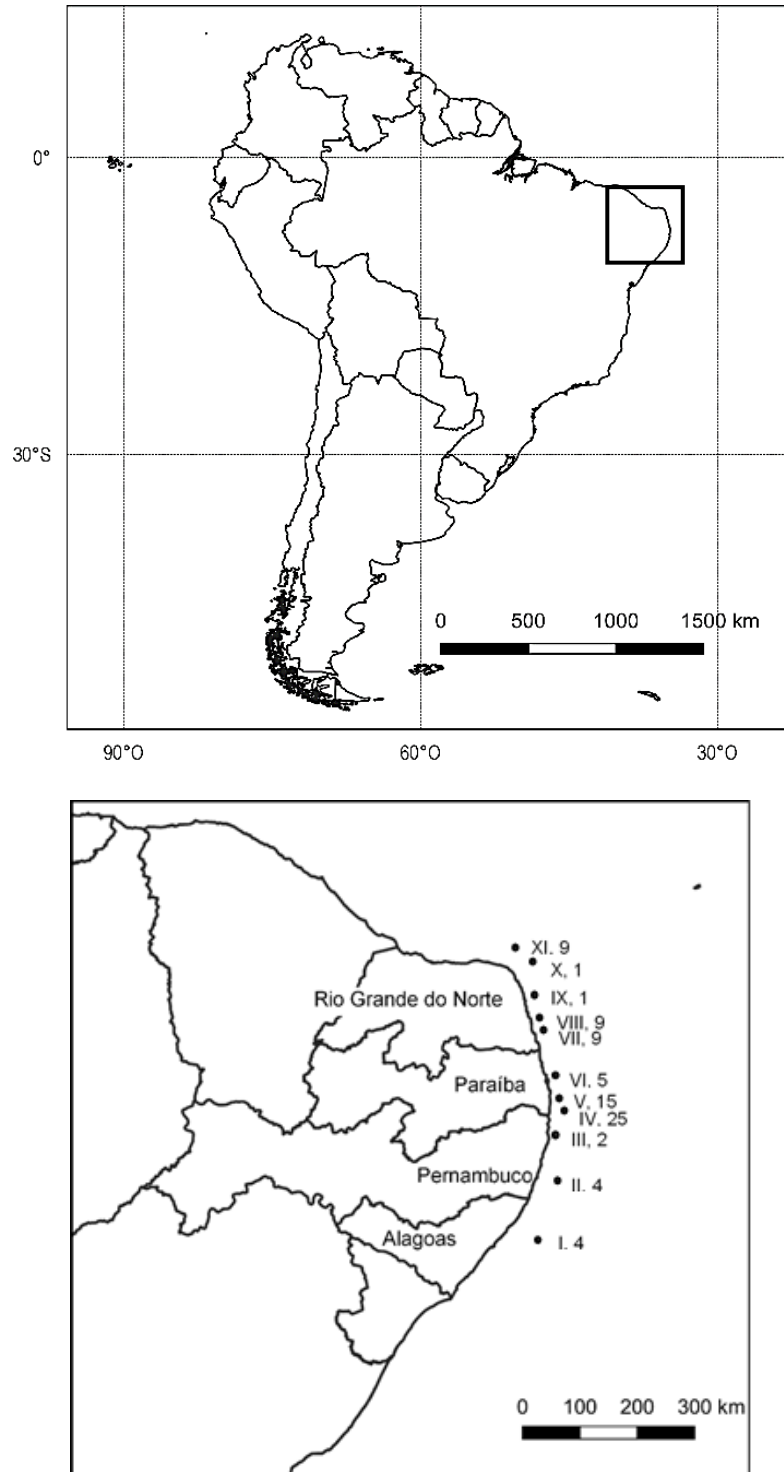 0°
30°S
0 500 1000 1500 km
90°O 60°O 30°O
XI. 9
X, 1
IX, 1
Rio Grande do Norte
VIII, 9
VII, 9
VI. 5
Paraíba
V, 15
IV. 25
III, 2
Pernambuco
II. 4
Alagoas
I. 4
0 100 200 300 km